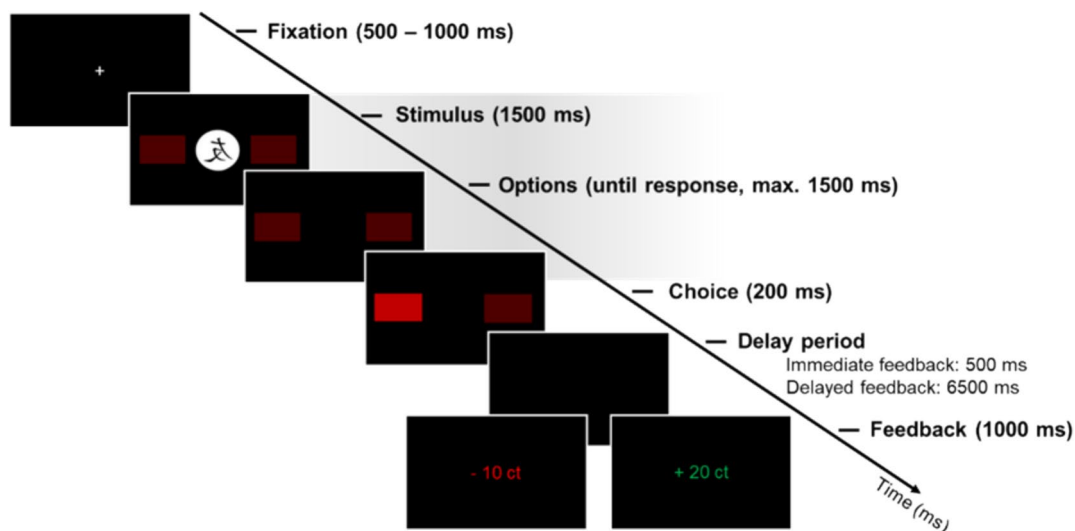 Fixation (500 – 1000 ms)
Stimulus (1500 ms)
友
Options (until response, max. 1500 ms)
Choice (200 ms)
Delay period
Immediate feedback: 500 ms
Delayed feedback: 6500 ms
Feedback (1000 ms)
- 10 ct
+ 20 ct
Time (ms)